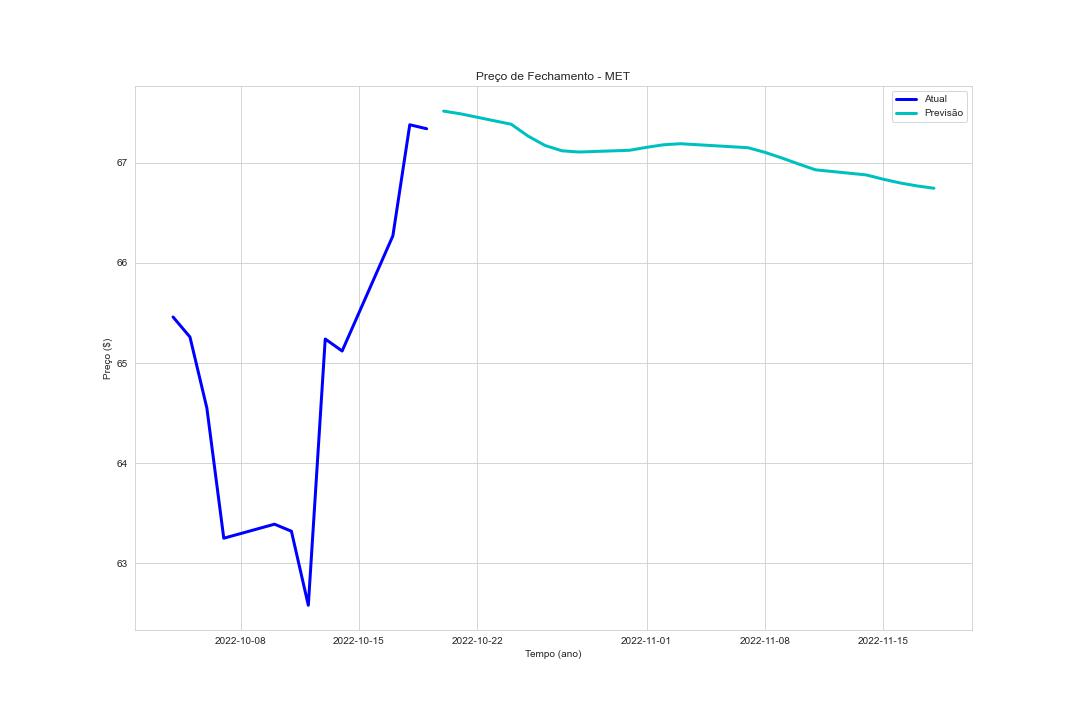 Preço de Fechamento - MET
Atual
Previsão
Preço ($)
67
66
65
64
63
2022-10-08 2022-10-15 2022-10-22 2022-11-01 2022-11-08 2022-11-15
Tempo (ano)